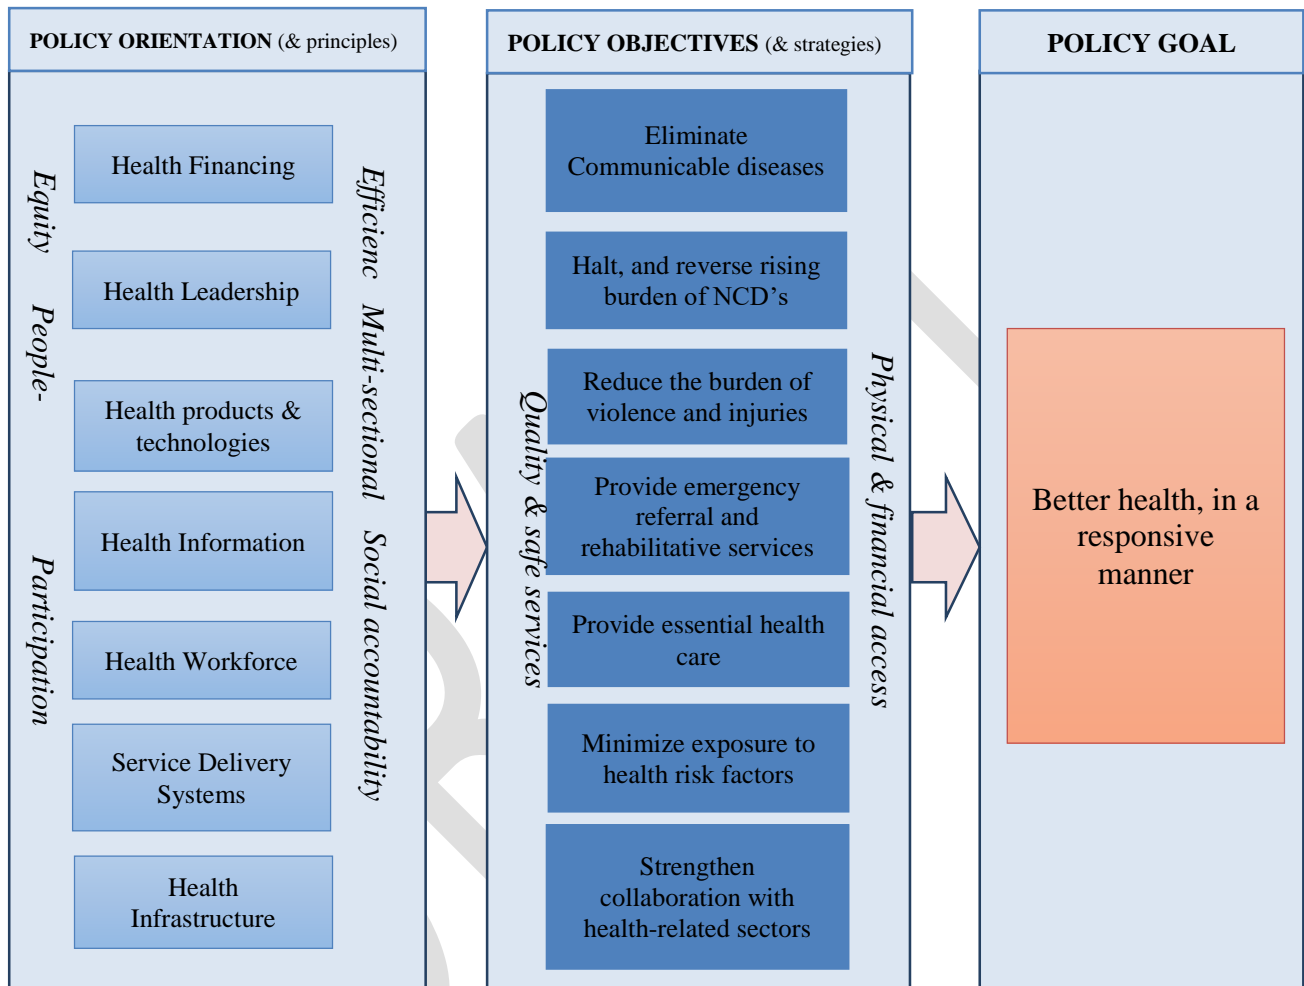 POLICY ORIENTATION (& principles)
Equity
People-
Participation
Health Financing
Health Leadership
Health products &
technologies
Health Information
Health Workforce
Service Delivery
Systems
Health
Infrastructure
Efficienc
Multi-sectional
Social accountability
POLICY OBJECTIVES (& strategies)
Quality & safe services
Eliminate
Communicable diseases
Halt, and reverse rising
burden of NCD’s
Reduce the burden of
violence and injuries
Provide emergency
referral and
rehabilitative services
Provide essential health
care
Minimize exposure to
health risk factors
Strengthen
collaboration with
health-related sectors
Physical & financial access
POLICY GOAL
Better health, in a
responsive
manner